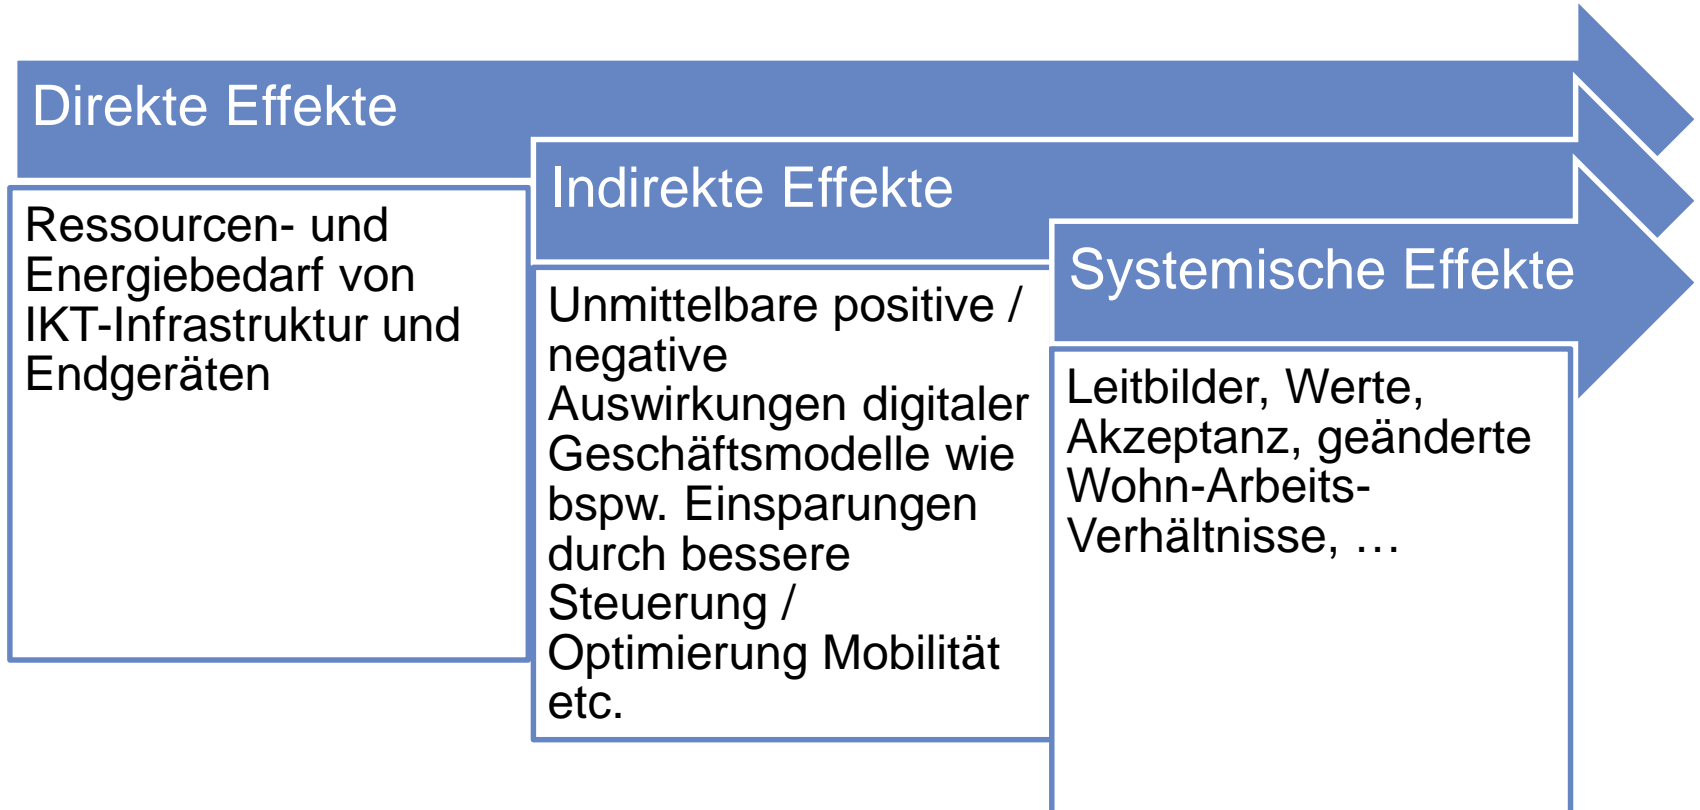 Direkte Effekte
Ressourcen- und
Energiebedarf von
IKT-Infrastruktur und
Endgeräten
Indirekte Effekte
Unmittelbare positive /
negative
Auswirkungen digitaler
Geschäftsmodelle wie
bspw. Einsparungen
durch bessere
Steuerung /
Optimierung Mobilität
etc.
Systemische Effekte
Leitbilder, Werte,
Akzeptanz, geänderte
Wohn-Arbeits-
Verhältnisse, …